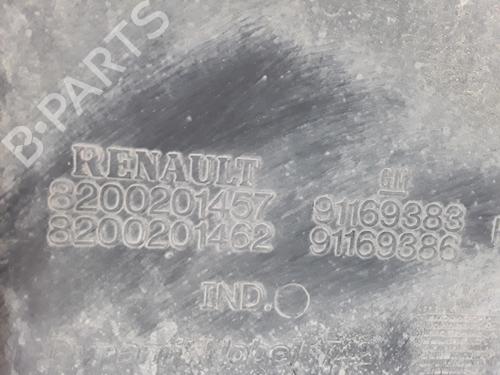 B-PARTS
RENAULT
8200201457
8200201462
GM
91169383
91169386
IND.